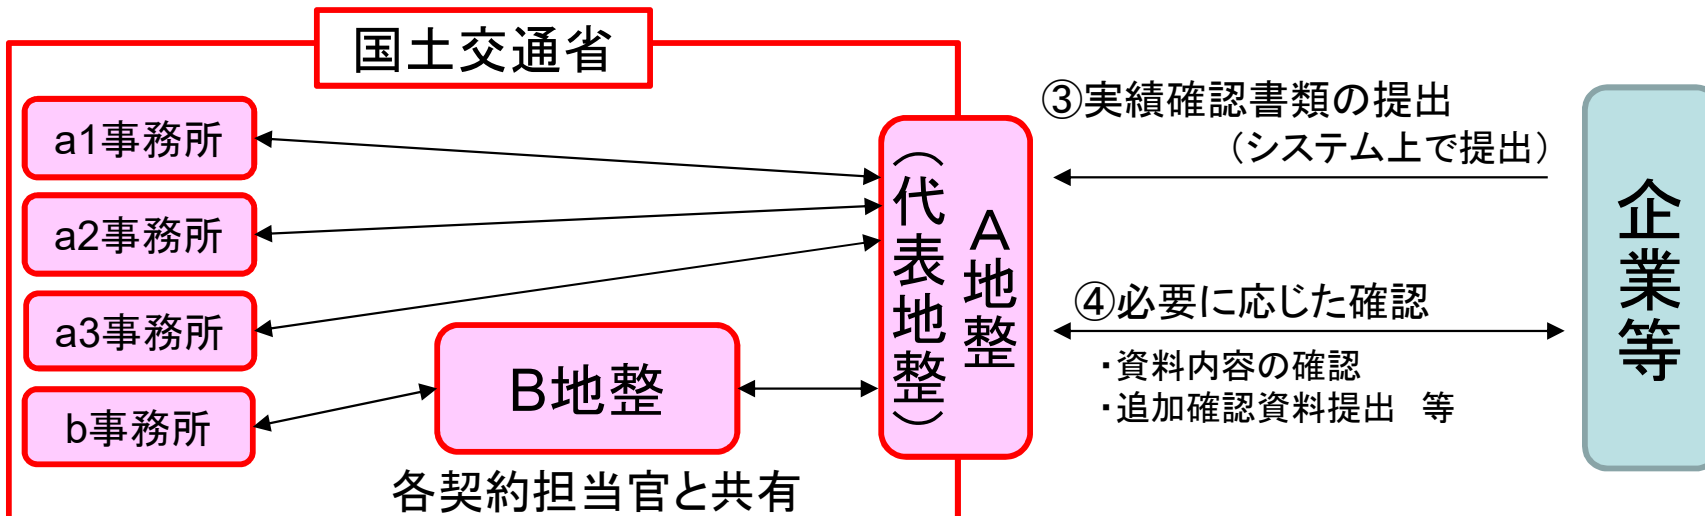 国土交通省
a1事務所
a2事務所
a3事務所
b事務所
B地整
各契約担当官と共有
A地整
（代表地整）
③実績確認書類の提出
（システム上で提出）
④必要に応じた確認
・資料内容の確認
・追加確認資料提出　等
企業等